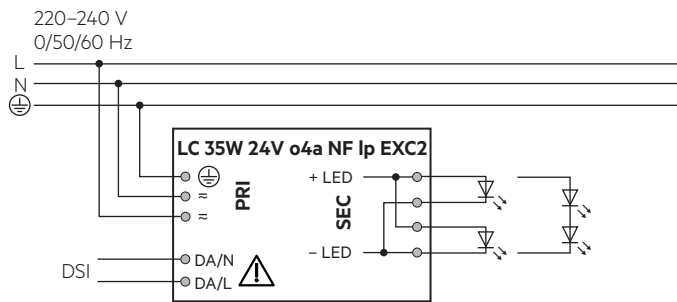 220–240 V
0/50/60 Hz
L
N
LC 35W 24V o4a NF lp EXC2
PRI
≂
≂
+ LED
SEC
– LED
DSI
DA/N
DA/L